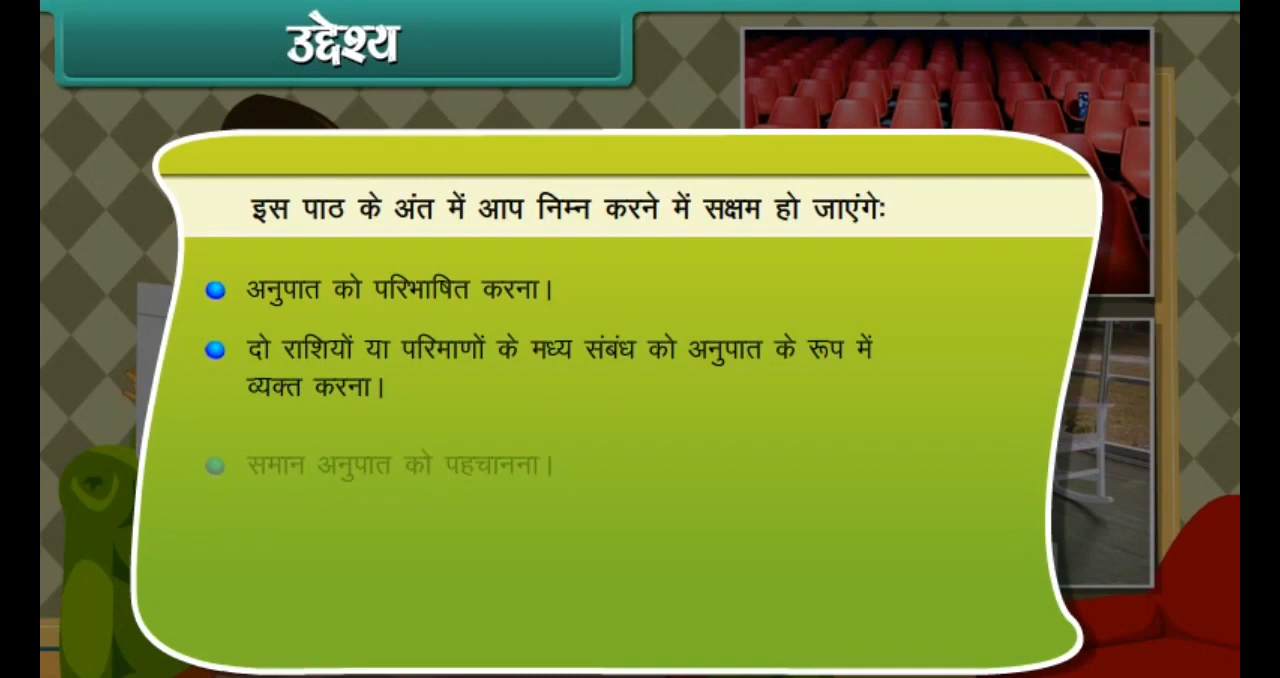 उद्देश्य
इस पाठ के अंत में आप निम्न करने में सक्षम हो जाएंगेः
अनुपात को परिभाषित करना।
दो राशियों या परिमाणों के मध्य संबंध को अनुपात के रूप में
व्यक्त करना।
समान अनुपात को पहचानना।